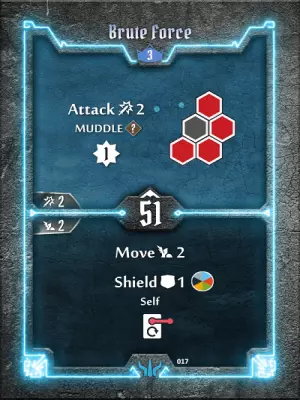 Brute Force
3
Attack 2
MUDDLE ?
1
2
51
2
Move 2
Shield 1
Self
017